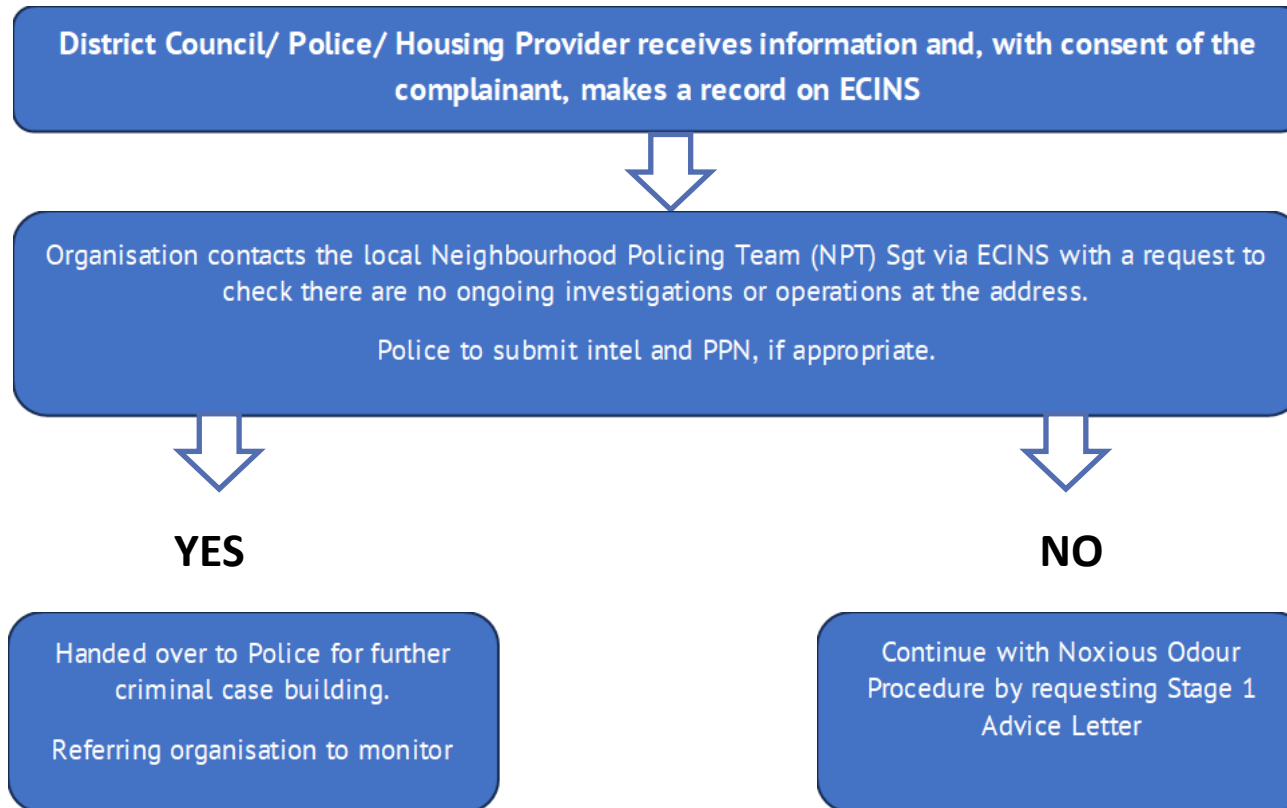 District Council/ Police/ Housing Provider receives information and, with consent of the
complainant, makes a record on ECINS
Organisation contacts the local Neighbourhood Policing Team (NPT) Sgt via ECINS with a request to
check there are no ongoing investigations or operations at the address.
Police to submit intel and PPN, if appropriate.
YES
NO
Handed over to Police for further
criminal case building.
Referring organisation to monitor
Continue with Noxious Odour
Procedure by requesting Stage 1
Advice Letter